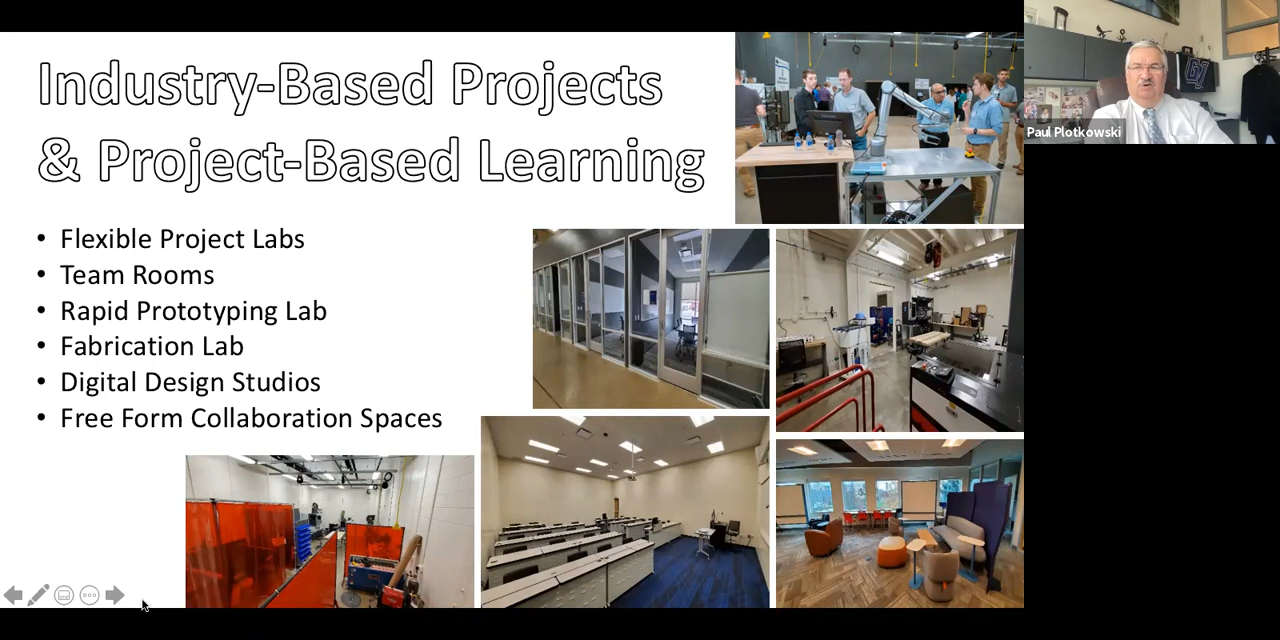 Industry-Based Projects
& Project-Based Learning
• Flexible Project Labs
• Team Rooms
• Rapid Prototyping Lab
• Fabrication Lab
• Digital Design Studios
• Free Form Collaboration Spaces
Paul Plotkowski
GV